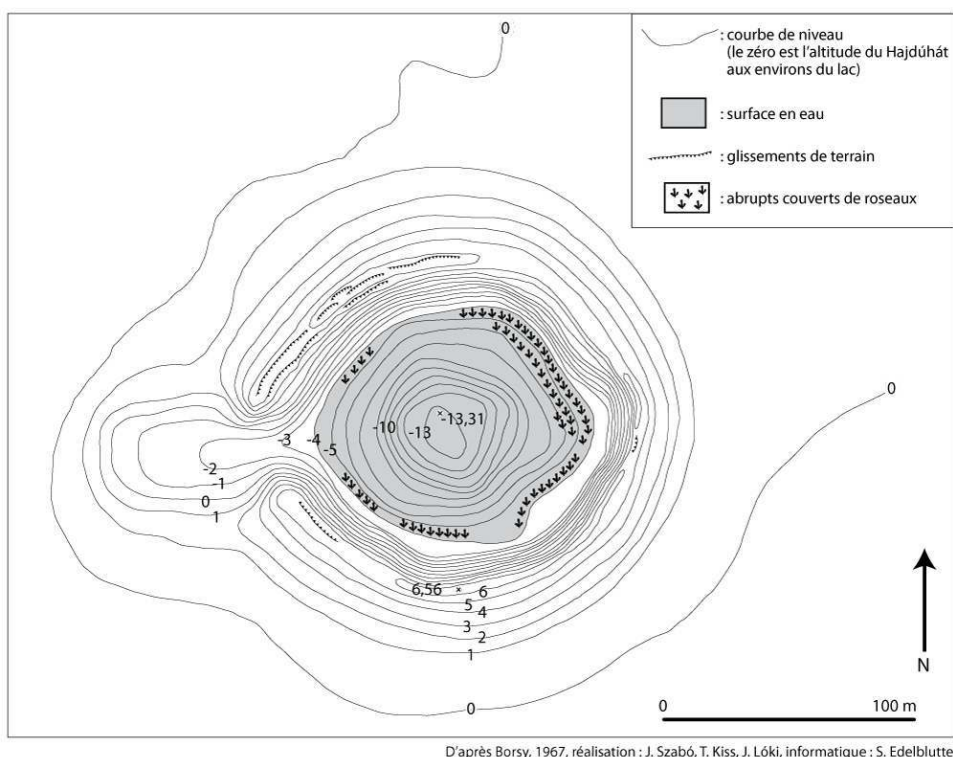 0
: courbe de niveau
(le zéro est l'altitude du Hajdúhát
aux environs du lac)
: surface en eau
: glissements de terrain
: abrupts couverts de roseaux
0
-13,31
-10
-13
-3
-4
-5
-2
-1
0
1
6,56
6
5
4
3
2
1
0
N
0
100 m
D'après Borsy, 1967, réalisation : J. Szabó, T. Kiss, J. Lóki, informatique : S. Edelblutte